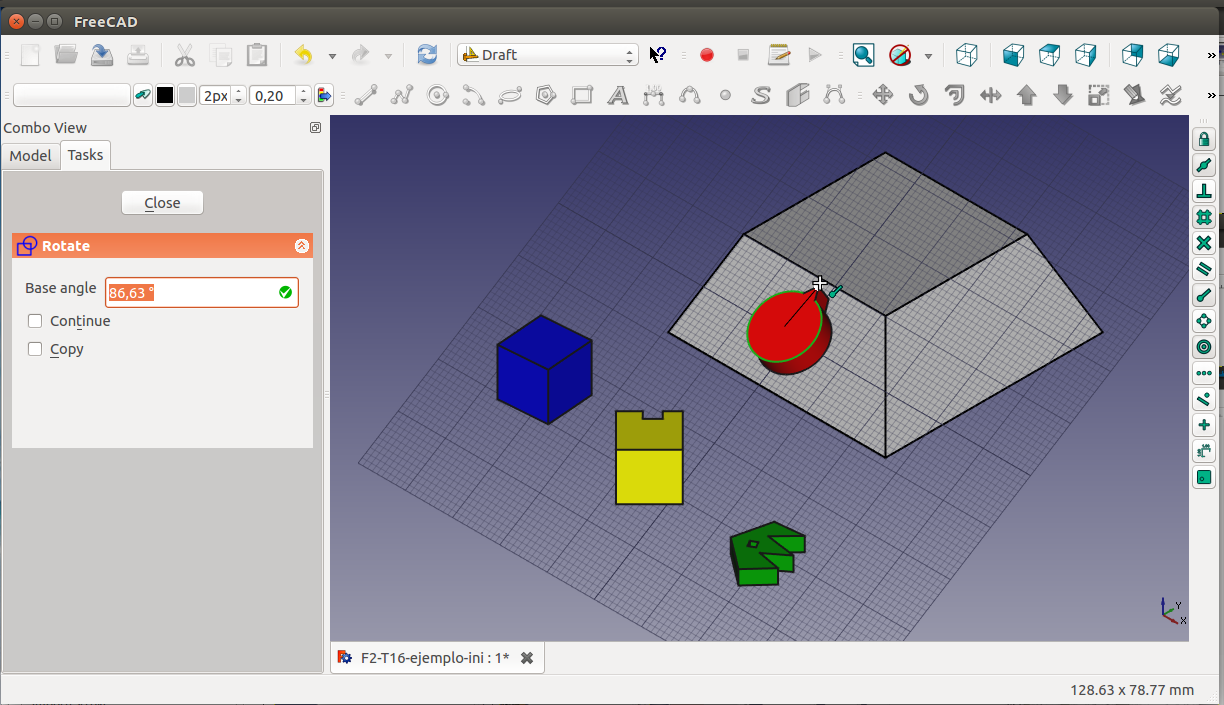 FreeCAD
Draft
2px
0,20
Combo View
Model
Tasks
Close
Rotate
Base angle
86,63 °
Continue
Copy
Y
X
F2-T16-ejemplo-ini : 1*
128.63 x 78.77 mm